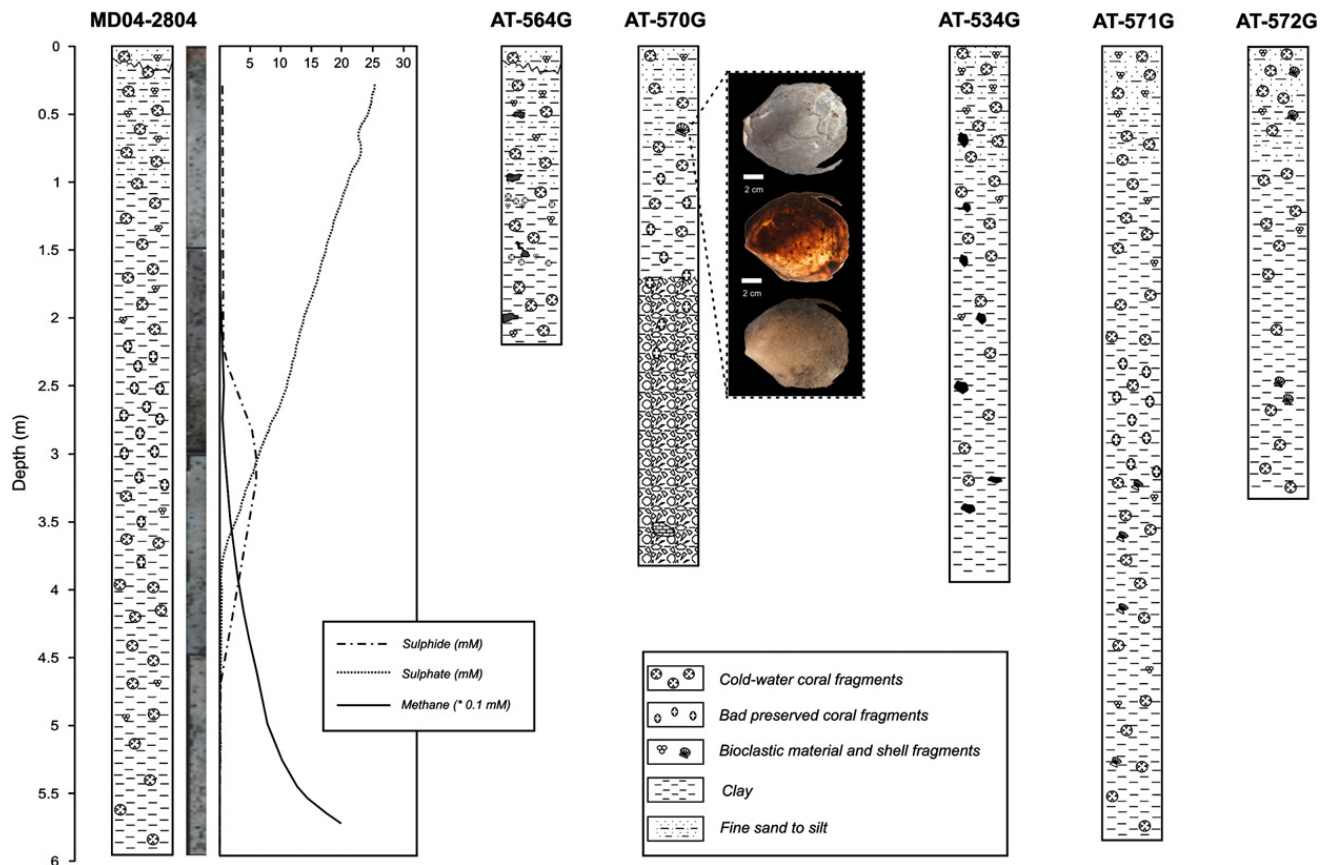 MD04-2804
AT-564G
AT-570G
AT-534G
AT-571G
AT-572G
5 10 15 20 25 30
Depth (m)
0
0.5
1
1.5
2
2.5
3
3.5
4
4.5
5
5.5
6
2 cm
2 cm
Sulphide (mM)
Sulphate (mM)
Methane (* 0.1 mM)
Cold-water coral fragments
Bad preserved coral fragments
Bioclastic material and shell fragments
Clay
Fine sand to silt